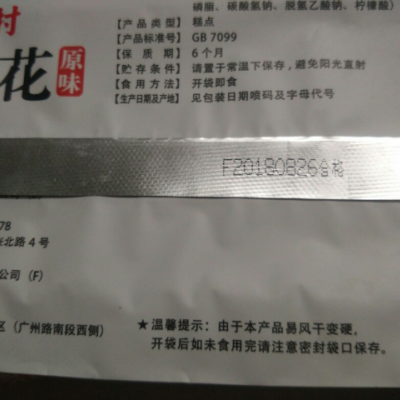 磷脂、碳酸氢钠、脱氢乙酸钠、柠檬酸）
【产品类型】糕点
【产品标准号】GB 7099
【保质期】6个月
【贮存条件】请置于常温下保存，避免阳光直射
【食用方法】开袋即食
【生产日期及产地】见包装日期喷码及字母代号
村
花
原味
F20180826合格
78
北路4号
公司（F）
区（广州路南段西侧）
★温馨提示：由于本产品易风干变硬，
开袋后如未食用完请注意密封袋口保存。